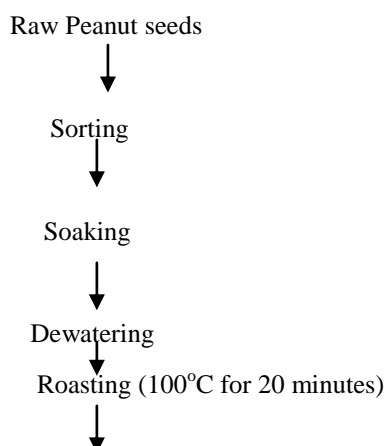 Raw Peanut seeds
Sorting
Soaking
Dewatering
Roasting (100°C for 20 minutes)